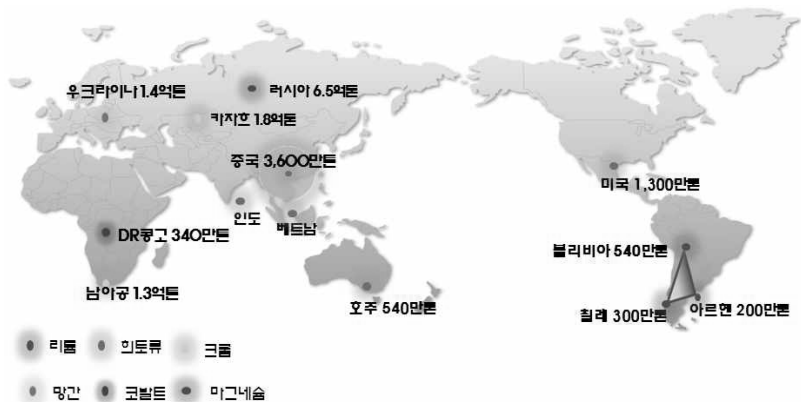 우크라이나 1.4억톤
러시아 6.5억톤
카자흐 1.8억톤
중국 3,600만톤
미국 1,300만톤
인도
베트남
DR콩고 340만톤
볼리비아 540만톤
남아공 1.3억톤
호주 540만톤
칠레 300만톤
아르헨 200만톤
리튬
희토류
크롬
망간
코발트
마그네슘